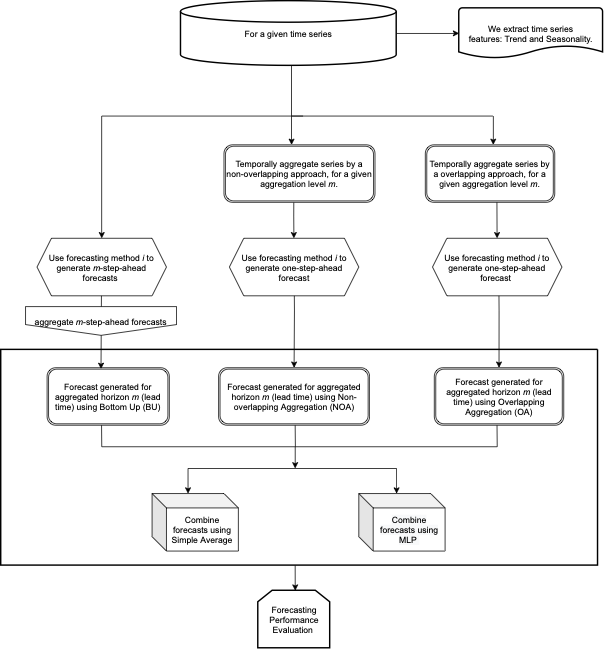 For a given time series
We extract time series
features: Trend and Seasonality.
Temporally aggregate series by a
non-overlapping approach, for a given
aggregation level m.
Temporally aggregate series by
a overlapping approach, for a
given aggregation level m.
Use forecasting method i to
generate m-step-ahead
forecasts
Use forecasting method i to
generate one-step-ahead
forecast
Use forecasting method i to
generate one-step-ahead
forecast
aggregate m-step-ahead forecasts
Forecast generated for
aggregated horizon m (lead
time) using Bottom Up (BU)
Forecast generated for aggregated
horizon m (lead time) using Non-
overlapping Aggregation (NOA)
Forecast generated for
aggregated horizon m (lead
time) using Overlapping
Aggregation (OA)
Combine
forecasts using
Simple Average
Combine
forecasts using
MLP
Forecasting
Performance
Evaluation